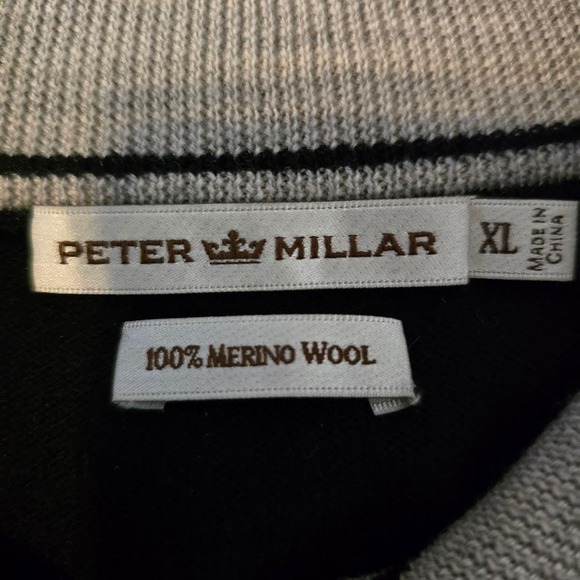 PETER MILLAR
XL
MADE IN
CHINA
100% MERINO WOOL